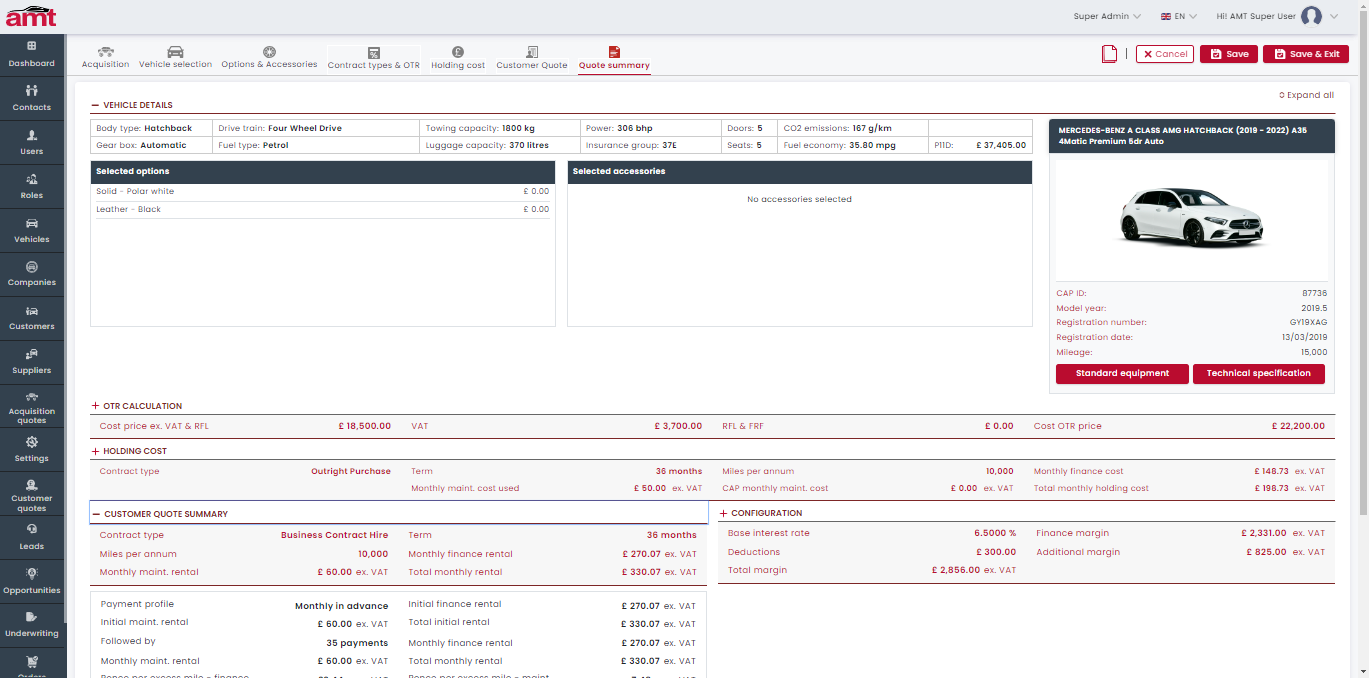 amt
Super Admin
EN
Hi! AMT Super User
Dashboard
Contacts
Users
Roles
Vehicles
Companies
Customers
Suppliers
Acquisition
quotes
Settings
Customer
quotes
Leads
Opportunities
Underwriting
Orders
Acquisition
Vehicle selection
Options & Accessories
Contract types & OTR
Holding cost
Customer Quote
Quote summary
Cancel
Save
Save & Exit
Expand all
VEHICLE DETAILS
Body type: Hatchback Drive train: Four Wheel Drive Towing capacity: 1800 kg Power: 306 bhp Doors: 5 CO2 emissions: 167 g/km
Gear box: Automatic Fuel type: Petrol Luggage capacity: 370 litres Insurance group: 37E Seats: 5 Fuel economy: 35.80 mpg P11D: £ 37,405.00
Selected options
Solid - Polar white £ 0.00
Leather - Black £ 0.00
Selected accessories
No accessories selected
MERCEDES-BENZ A CLASS AMG HATCHBACK (2019 - 2022) A35
4Matic Premium 5dr Auto
CAP ID: 87736
Model year: 2019.5
Registration number: GY19XAG
Registration date: 13/03/2019
Mileage: 15,000
Standard equipment
Technical specification
OTR CALCULATION
Cost price ex. VAT & RFL £ 18,500.00 VAT £ 3,700.00 RFL & FRF £ 0.00 Cost OTR price £ 22,200.00
HOLDING COST
Contract type Outright Purchase Term 36 months Miles per annum 10,000 Monthly finance cost £ 148.73 ex. VAT
Monthly maint. cost used £ 50.00 ex. VAT CAP monthly maint. cost £ 0.00 ex. VAT Total monthly holding cost £ 198.73 ex. VAT
CUSTOMER QUOTE SUMMARY
Contract type Business Contract Hire Term 36 months
Miles per annum 10,000 Monthly finance rental £ 270.07 ex. VAT
Monthly maint. rental £ 60.00 ex. VAT Total monthly rental £ 330.07 ex. VAT
CONFIGURATION
Base interest rate 6.5000 % Finance margin £ 2,331.00 ex. VAT
Deductions £ 300.00 Additional margin £ 825.00 ex. VAT
Total margin £ 2,856.00 ex. VAT
Payment profile Monthly in advance Initial finance rental £ 270.07 ex. VAT
Initial maint. rental £ 60.00 ex. VAT Total initial rental £ 330.07 ex. VAT
Followed by 35 payments Monthly finance rental £ 270.07 ex. VAT
Monthly maint. rental £ 60.00 ex. VAT Total monthly rental £ 330.07 ex. VAT
Pence per excess mile - finance ex. VAT Pence per excess mile - maint. ex. VAT